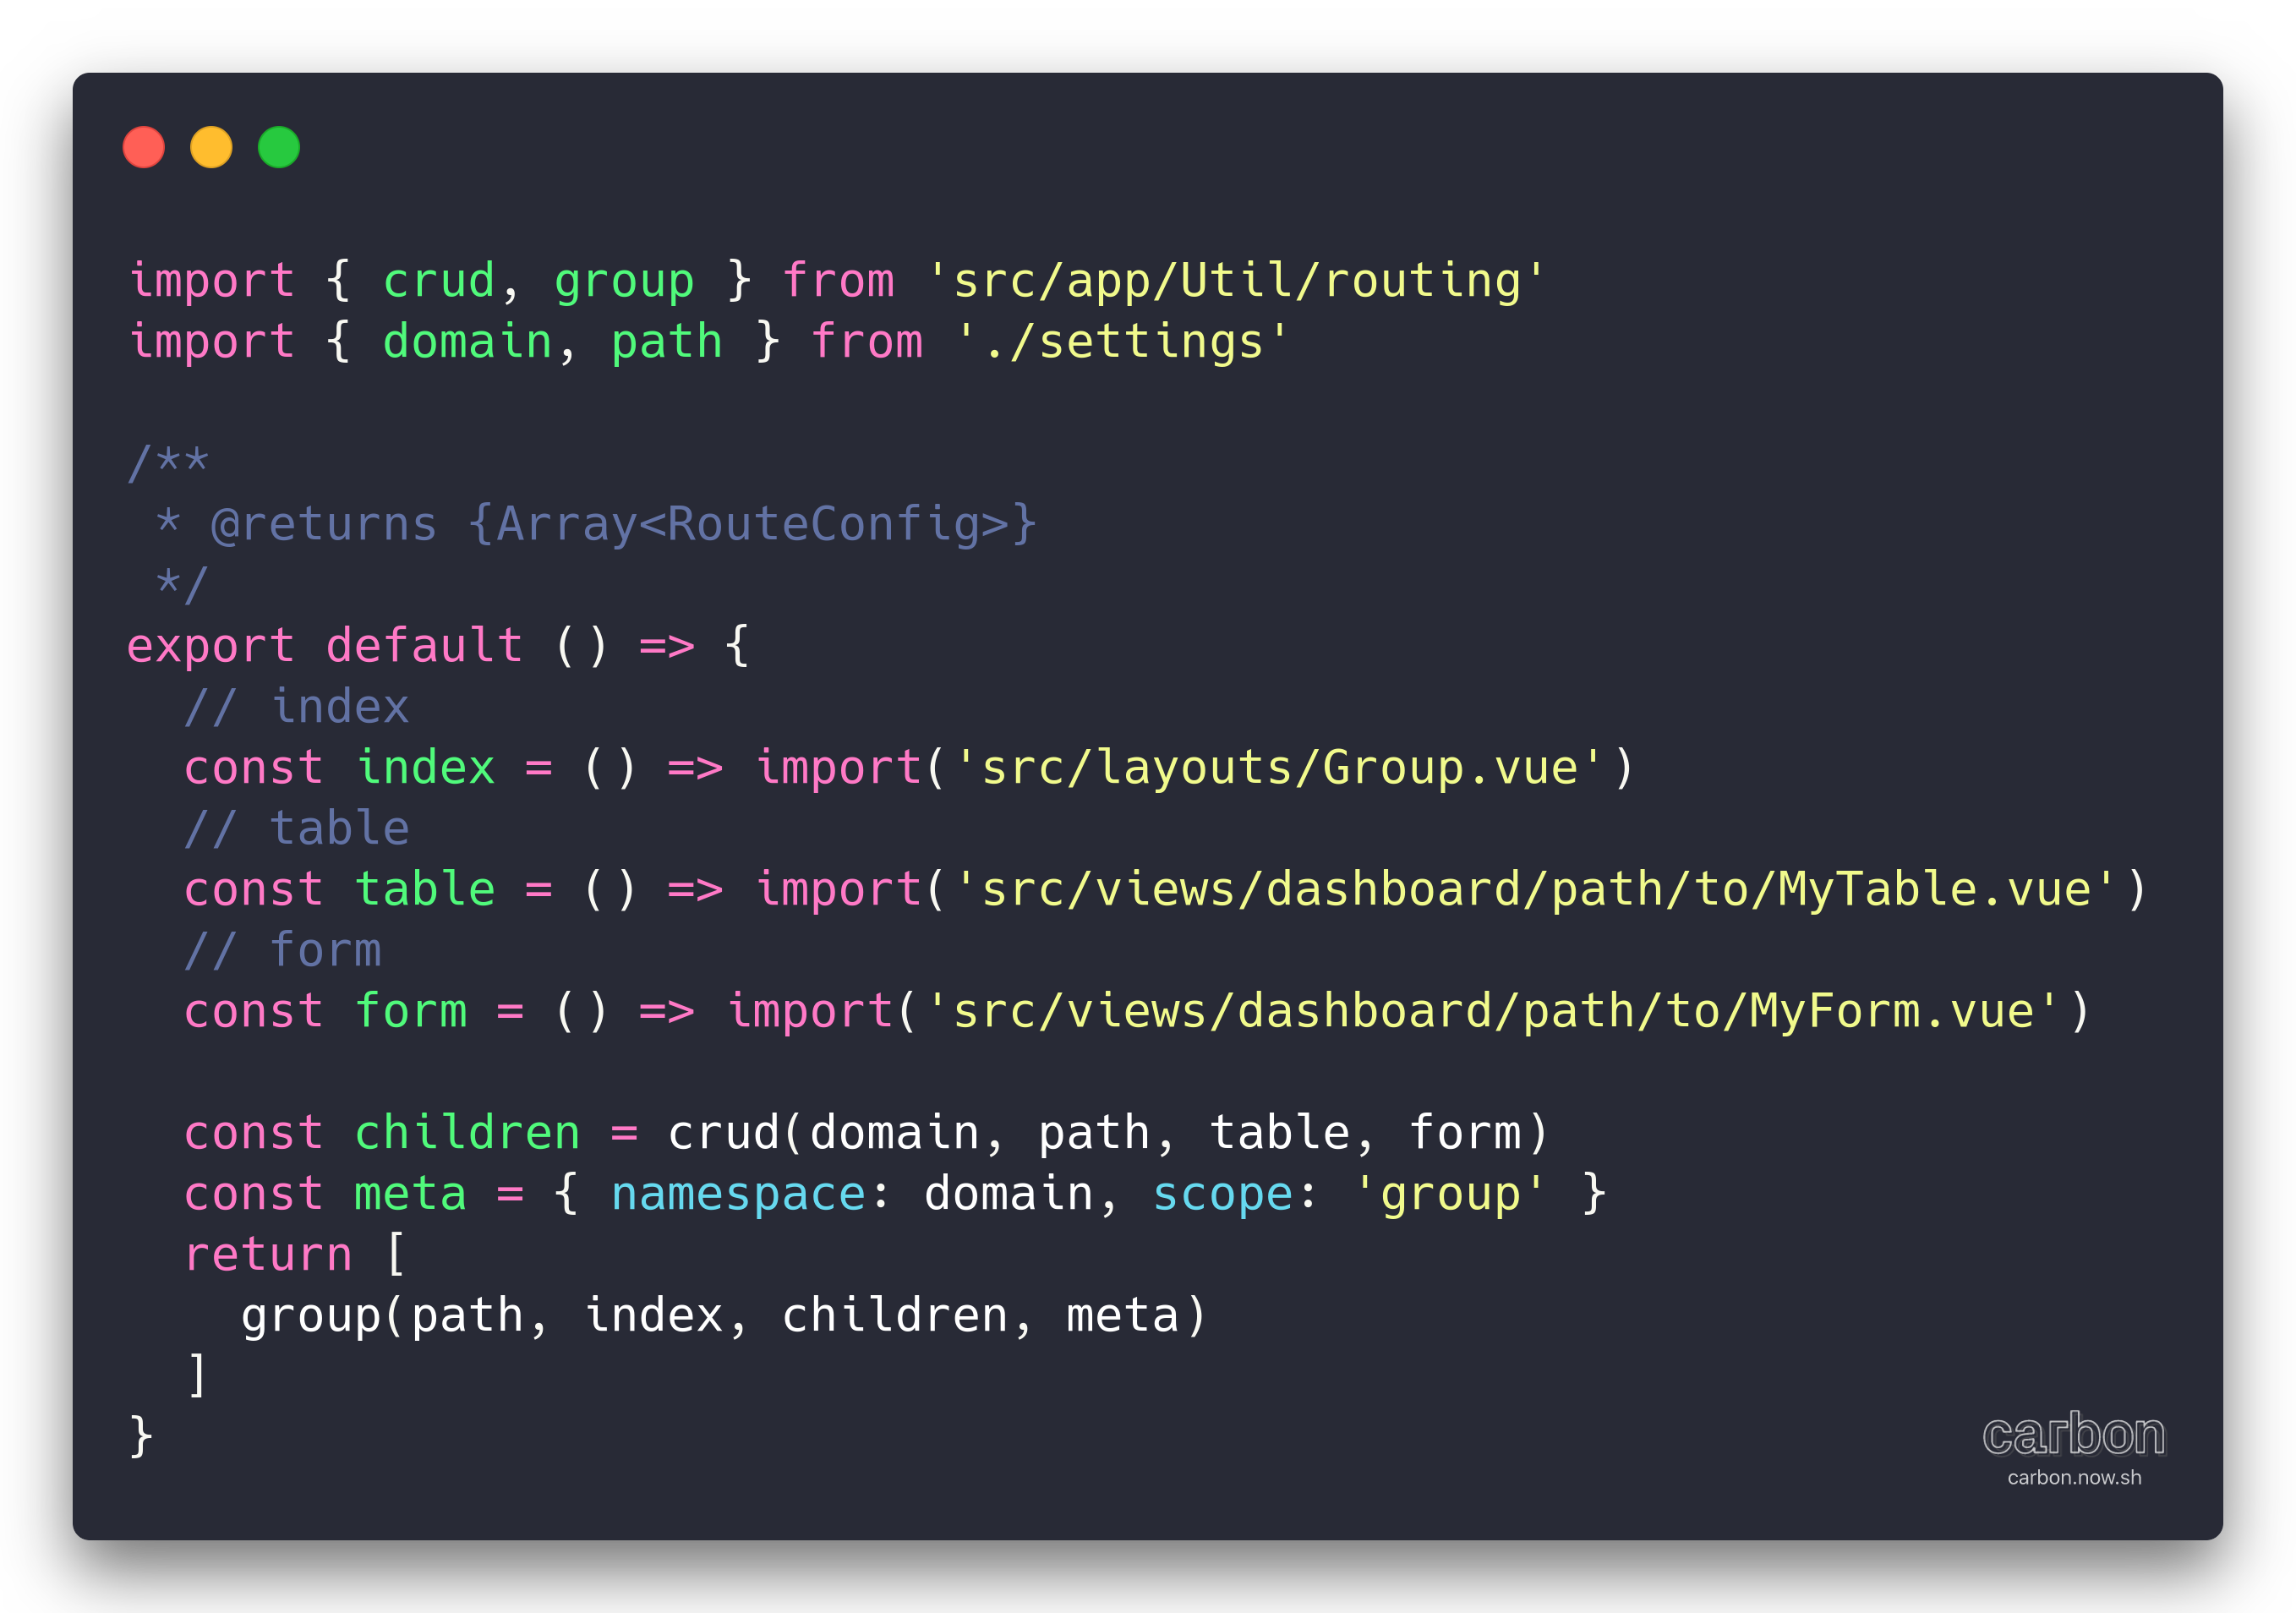 import { crud, group } from 'src/app/Util/routing'
import { domain, path } from './settings'

/**
 * @returns {Array<RouteConfig>}
 */
export default () => {
  // index
  const index = () => import('src/layouts/Group.vue')
  // table
  const table = () => import('src/views/dashboard/path/to/MyTable.vue')
  // form
  const form = () => import('src/views/dashboard/path/to/MyForm.vue')

  const children = crud(domain, path, table, form)
  const meta = { namespace: domain, scope: 'group' }
  return [
    group(path, index, children, meta)
  ]
}
carbon
carbon.now.sh